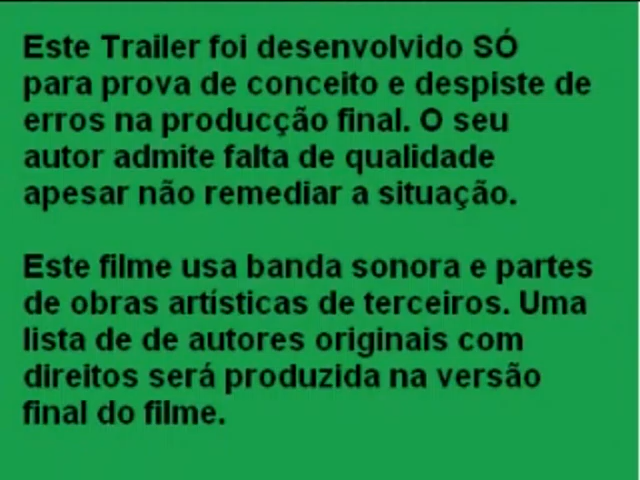 Este Trailer foi desenvolvido SÓ
para prova de conceito e despiste de
erros na producção final. O seu
autor admite falta de qualidade
apesar não remediar a situação.
Este filme usa banda sonora e partes
de obras artísticas de terceiros. Uma
lista de de autores originais com
direitos será produzida na versão
final do filme.